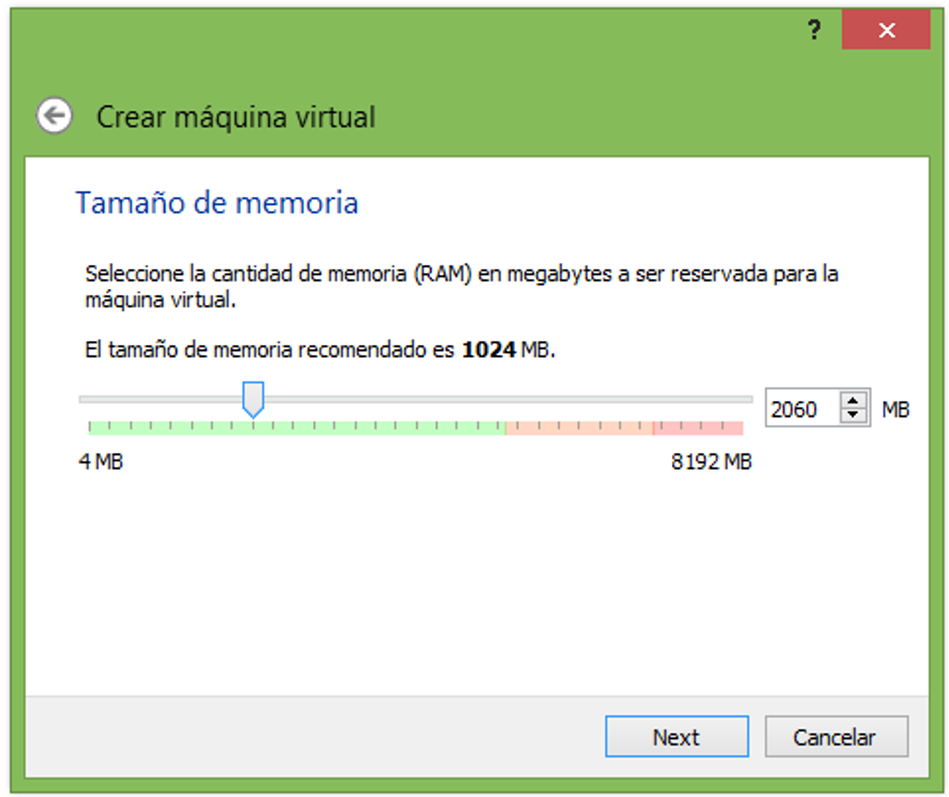 ?
Crear máquina virtual
Tamaño de memoria
Seleccione la cantidad de memoria (RAM) en megabytes a ser reservada para la
máquina virtual.
El tamaño de memoria recomendado es 1024 MB.
2060 MB
4 MB 8192 MB
Next Cancelar